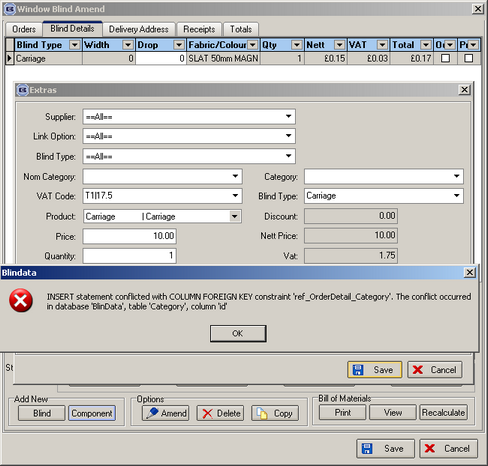 Window Blind Amend
Orders Blind Details Delivery Address Receipts Totals
Blind Type Width Drop Fabric/Colour Qty Nett VAT Total
Carriage 0 0 SLAT 50mm MAGN 1 £0.15 £0.03 £0.17
Extras
Supplier: ==All==
Link Option: ==All==
Blind Type: ==All==
Nom Category: Category:
VAT Code: T1|17.5 Blind Type: Carriage
Product: Carriage | Carriage Discount: 0.00
Price: 10.00 Nett Price: 10.00
Quantity: 1 Vat: 1.75
Blindata
INSERT statement conflicted with COLUMN FOREIGN KEY constraint 'ref_OrderDetail_Category'. The conflict occurred
in database 'BlinData', table 'Category', column 'id'
OK
Save Cancel
Add New Options Bill of Materials
Blind Component Amend Delete Copy Print View Recalculate
Save Cancel